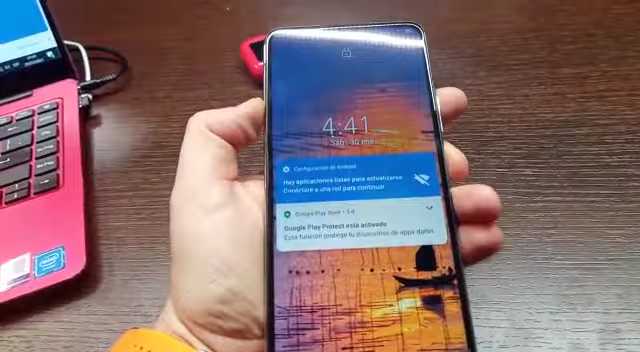 4:41
Sáb., 30 ene.
Configuración de Android
Hay aplicaciones listas para actualizarse
Conéctate a una red para continuar
Google Play Store • 3 d
Google Play Protect está activado
Esta función protege tu dispositivo de apps dañin
intel